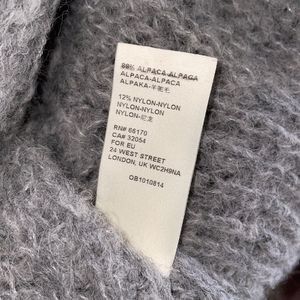 88% ALPACA-ALPAGA
ALPACA-ALPACA
ALPAKA-羊驼毛
12% NYLON-NYLON
NYLON-NYLON
NYLON-尼龙
RN# 66170
CA# 32054
FOR EU
24 WEST STREET
LONDON, UK WC2H9NA
OB1010814